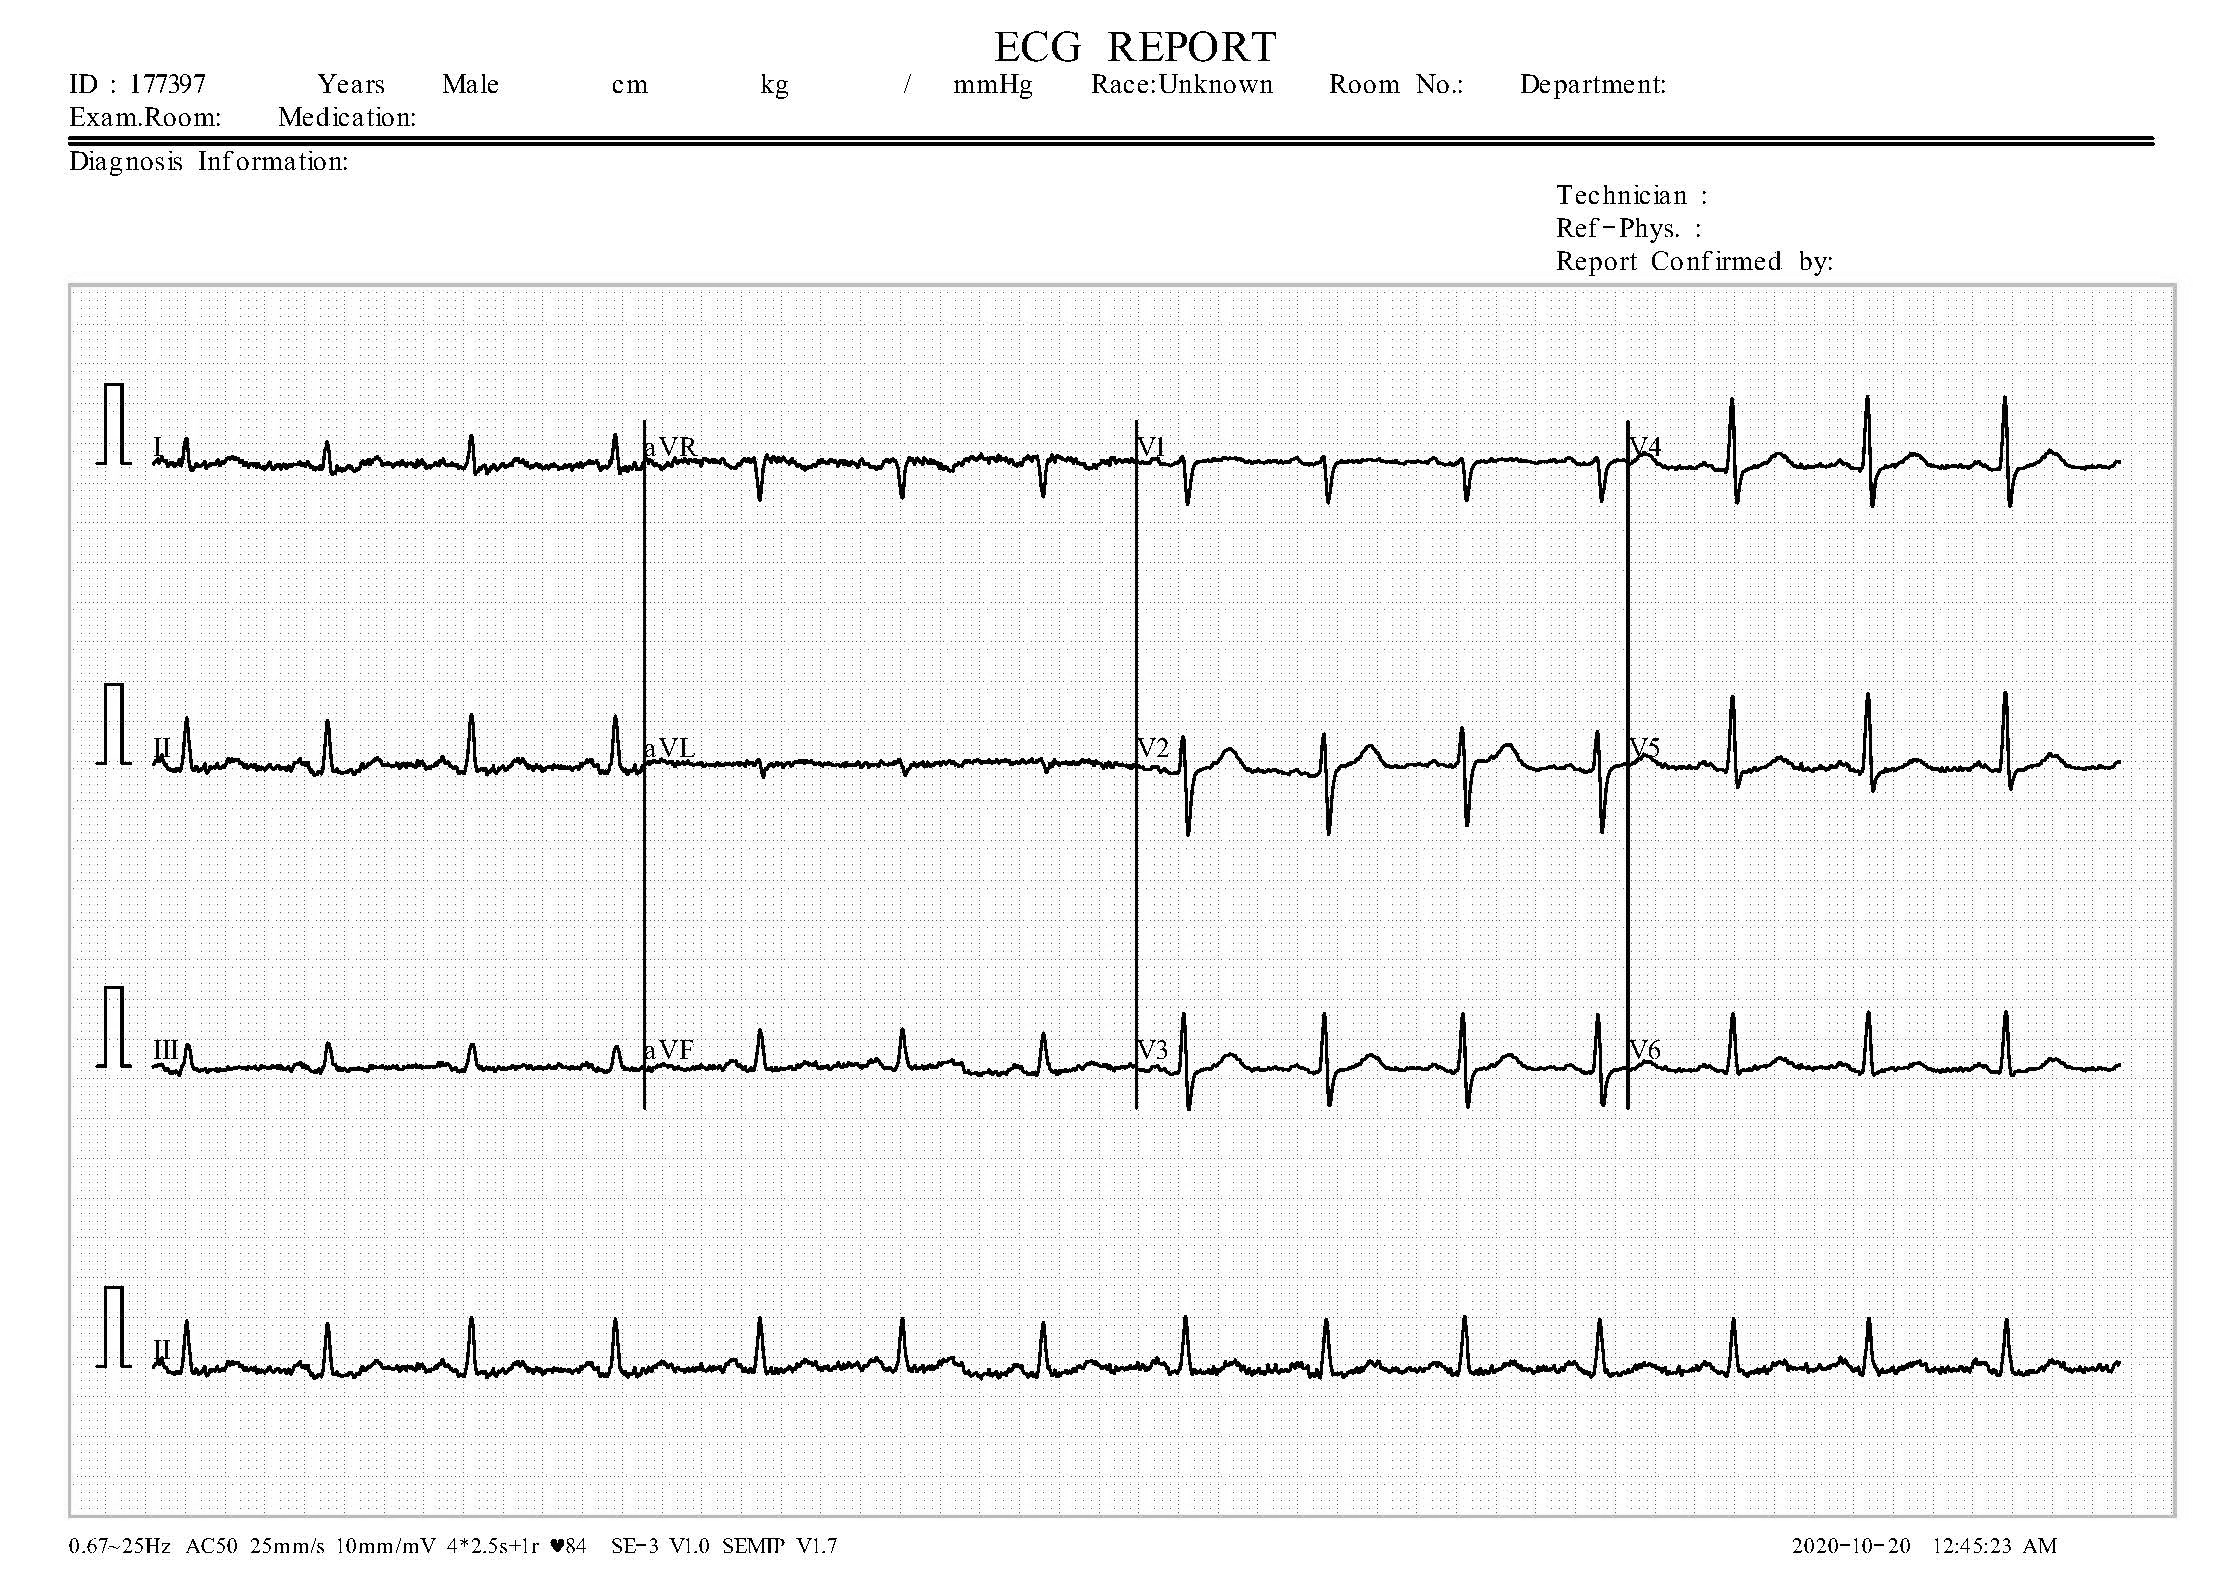 ECG REPORT
ID : 177397 Years Male cm kg / mmHg Race:Unknown Room No.: Department:
Exam.Room: Medication:
Diagnosis Information:
Technician :
Ref-Phys. :
Report Confirmed by:
I aVR V1 V4
II aVL V2 V5
III aVF V3 V6
II
0.67~25Hz AC50 25mm/s 10mm/mV 4*2.5s+1r ♥84 SE-3 V1.0 SEMIP V1.7 2020-10-20 12:45:23 AM